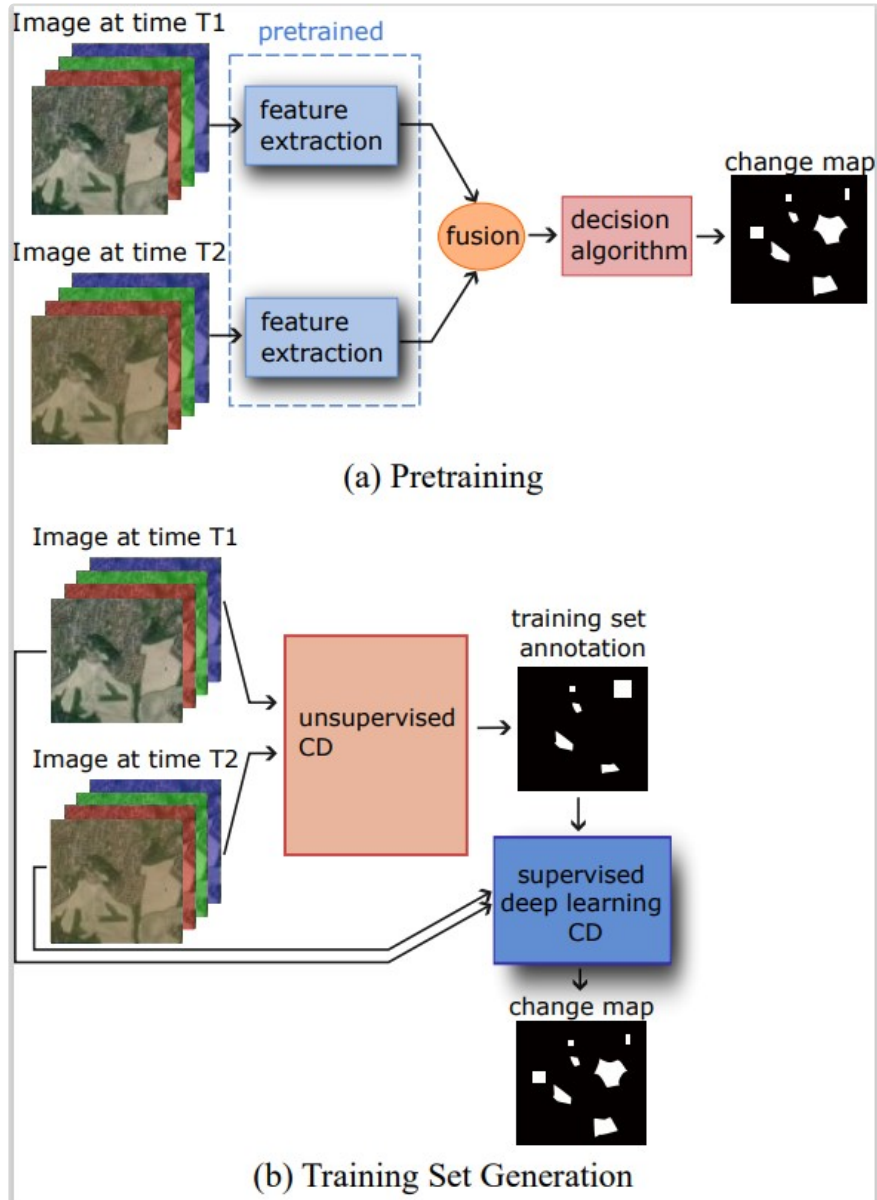 Image at time T1
pretrained
feature
extraction
change map
fusion
decision
algorithm
Image at time T2
feature
extraction
(a) Pretraining
Image at time T1
training set
annotation
unsupervised
CD
Image at time T2
supervised
deep learning
CD
change map
(b) Training Set Generation